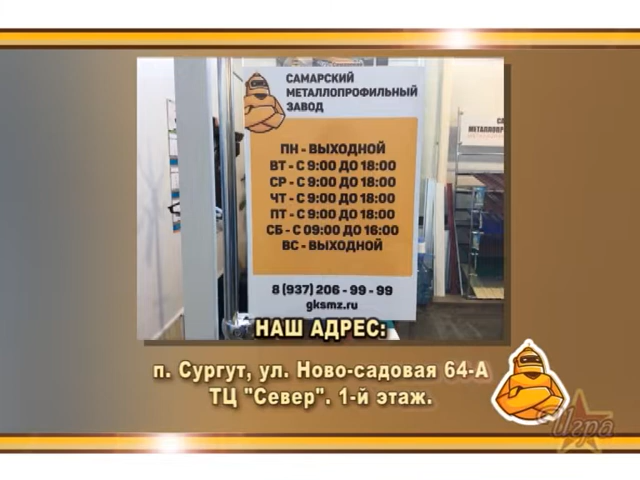 САМАРСКИЙ
МЕТАЛЛОПРОФИЛЬНЫЙ
ЗАВОД
ПН - ВЫХОДНОЙ
ВТ - С 9:00 ДО 18:00
СР - С 9:00 ДО 18:00
ЧТ - С 9:00 ДО 18:00
ПТ - С 9:00 ДО 18:00
СБ - С 09:00 ДО 16:00
ВС - ВЫХОДНОЙ
8 (937) 206 - 99 - 99
gksmz.ru
НАШ АДРЕС:
п. Сургут, ул. Ново-садовая 64-А
ТЦ "Север". 1-й этаж.
Игра